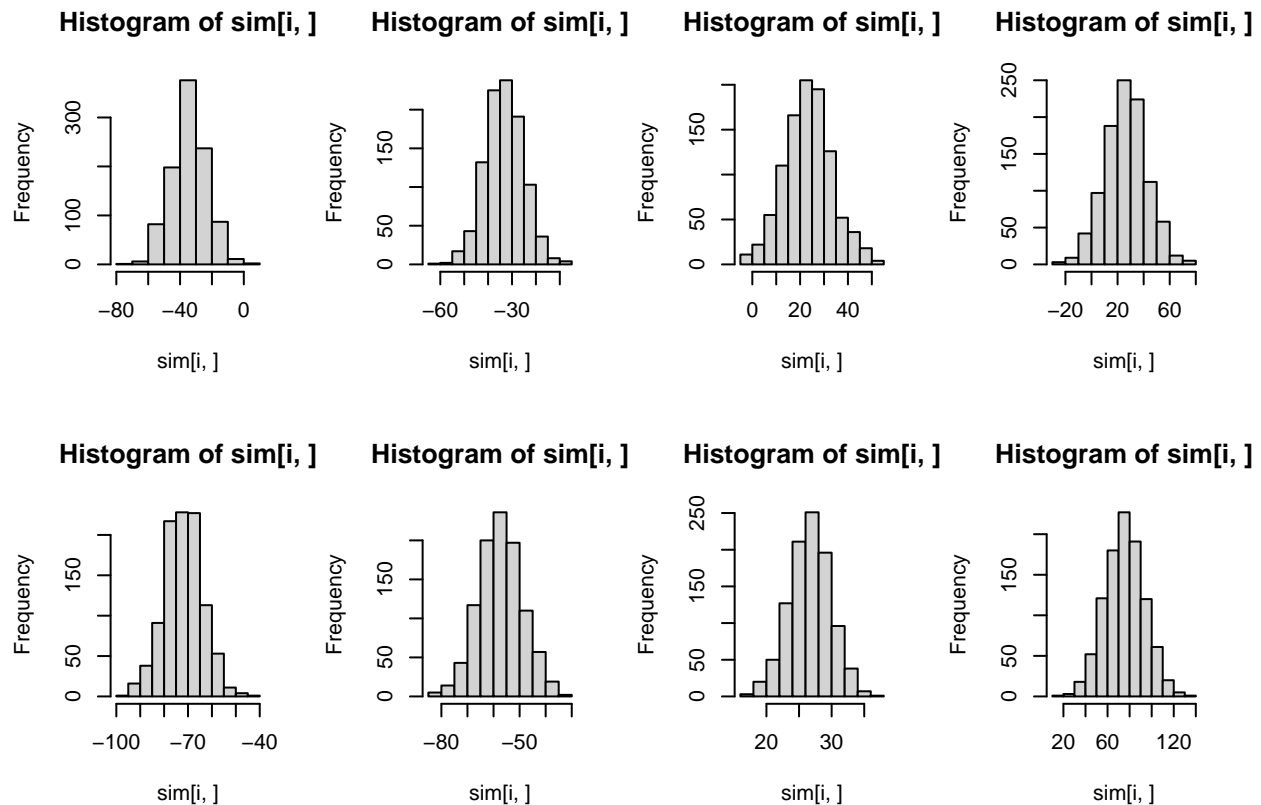 Histogram of sim[i, ] Histogram of sim[i, ] Histogram of sim[i, ] Histogram of sim[i, ]
Frequency
0 100 300
−80 −40 0
sim[i, ]
Frequency
0 50 150
−60 −30
sim[i, ]
Frequency
0 50 150
0 20 40
sim[i, ]
Frequency
0 50 150 250
−20 20 60
sim[i, ]
Histogram of sim[i, ] Histogram of sim[i, ] Histogram of sim[i, ] Histogram of sim[i, ]
Frequency
0 50 150
−100 −70 −40
sim[i, ]
Frequency
0 50 150
−80 −50
sim[i, ]
Frequency
0 50 150 250
20 30
sim[i, ]
Frequency
0 50 150
20 60 120
sim[i, ]